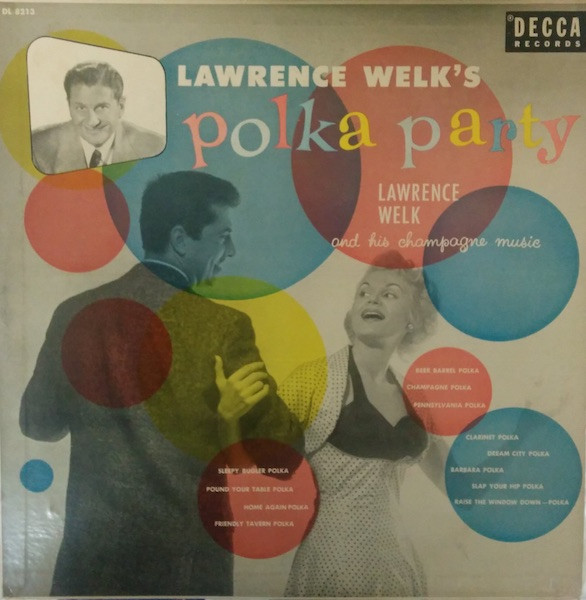 DL 8213
DECCA
RECORDS
LAWRENCE WELK'S
polka party
LAWRENCE
WELK
and his champagne music
BEER BARREL POLKA
CHAMPAGNE POLKA
PENNSYLVANIA POLKA
CLARINET POLKA
DREAM CITY POLKA
BARBARA POLKA
SLAP YOUR HIP POLKA
RAISE THE WINDOW DOWN—POLKA
SLEEPY BUGLER POLKA
POUND YOUR TABLE POLKA
HOME AGAIN POLKA
FRIENDLY TAVERN POLKA